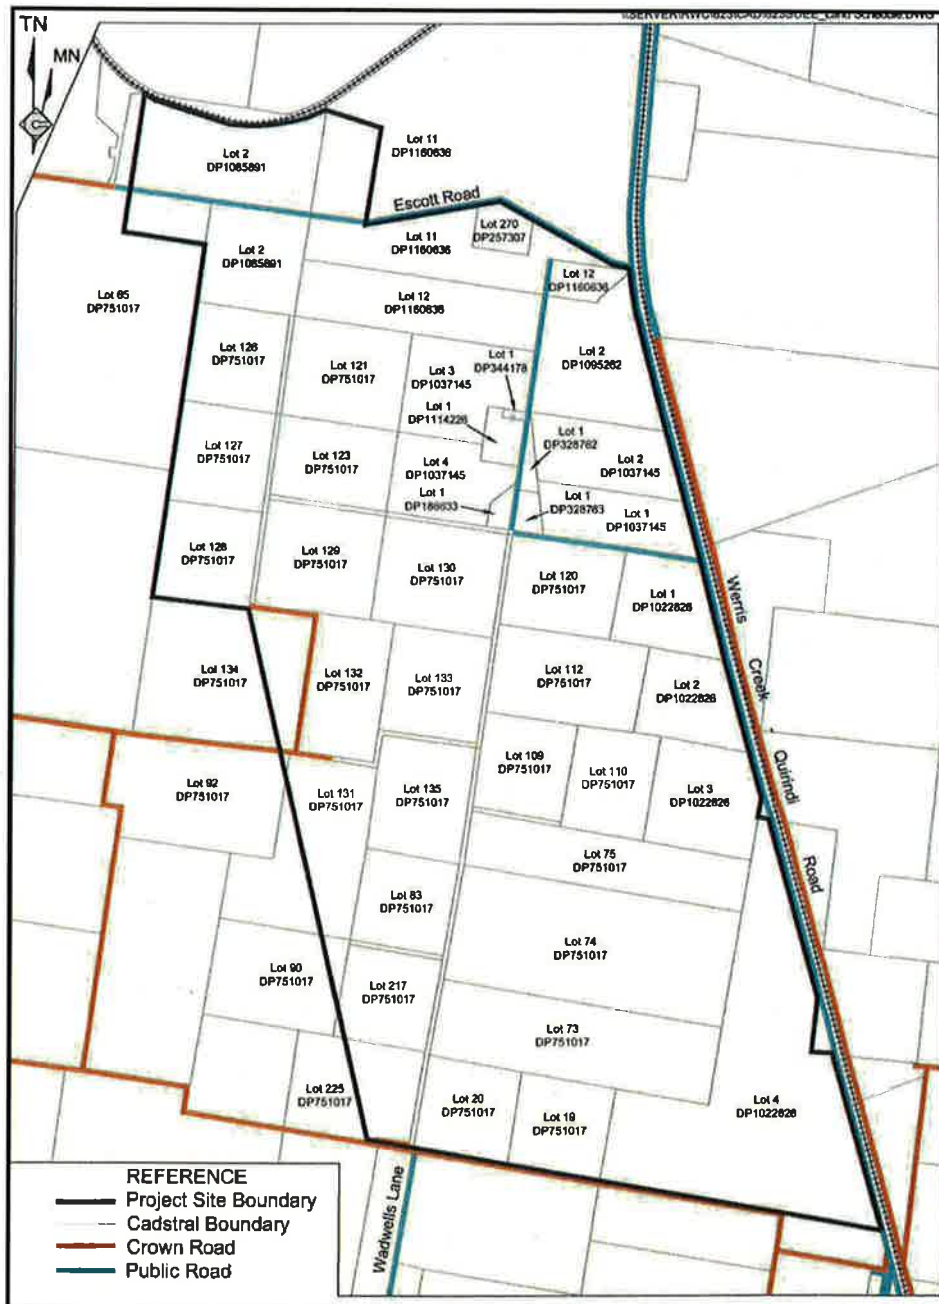 TN
MN
Lot 2
DP1085891
Lot 11
DP1160636
Escott Road
Lot 270
DP257307
Lot 11
DP1160636
Lot 2
DP1085891
Lot 12
DP1160636
Lot 65
DP751017
Lot 12
DP1160636
Lot 126
DP751017
Lot 121
DP751017
Lot 3
DP1037145
Lot 1
DP344178
Lot 2
DP1095262
Lot 1
DP1114226
Lot 1
DP328762
Lot 127
DP751017
Lot 123
DP751017
Lot 4
DP1037145
Lot 2
DP1037145
Lot 1
DP186633
Lot 1
DP328763
Lot 1
DP1037145
Lot 128
DP751017
Lot 129
DP751017
Lot 130
DP751017
Lot 120
DP751017
Lot 1
DP1022826
Werris
Creek
-
Quirindi
Road
Lot 134
DP751017
Lot 132
DP751017
Lot 133
DP751017
Lot 112
DP751017
Lot 2
DP1022826
Lot 92
DP751017
Lot 131
DP751017
Lot 135
DP751017
Lot 109
DP751017
Lot 110
DP751017
Lot 3
DP1022826
Lot 75
DP751017
Lot 83
DP751017
Lot 74
DP751017
Lot 90
DP751017
Lot 217
DP751017
Lot 73
DP751017
Lot 225
DP751017
Lot 20
DP751017
Lot 19
DP751017
Lot 4
DP1022826
Wadwells Lane
REFERENCE
Project Site Boundary
Cadstral Boundary
Crown Road
Public Road